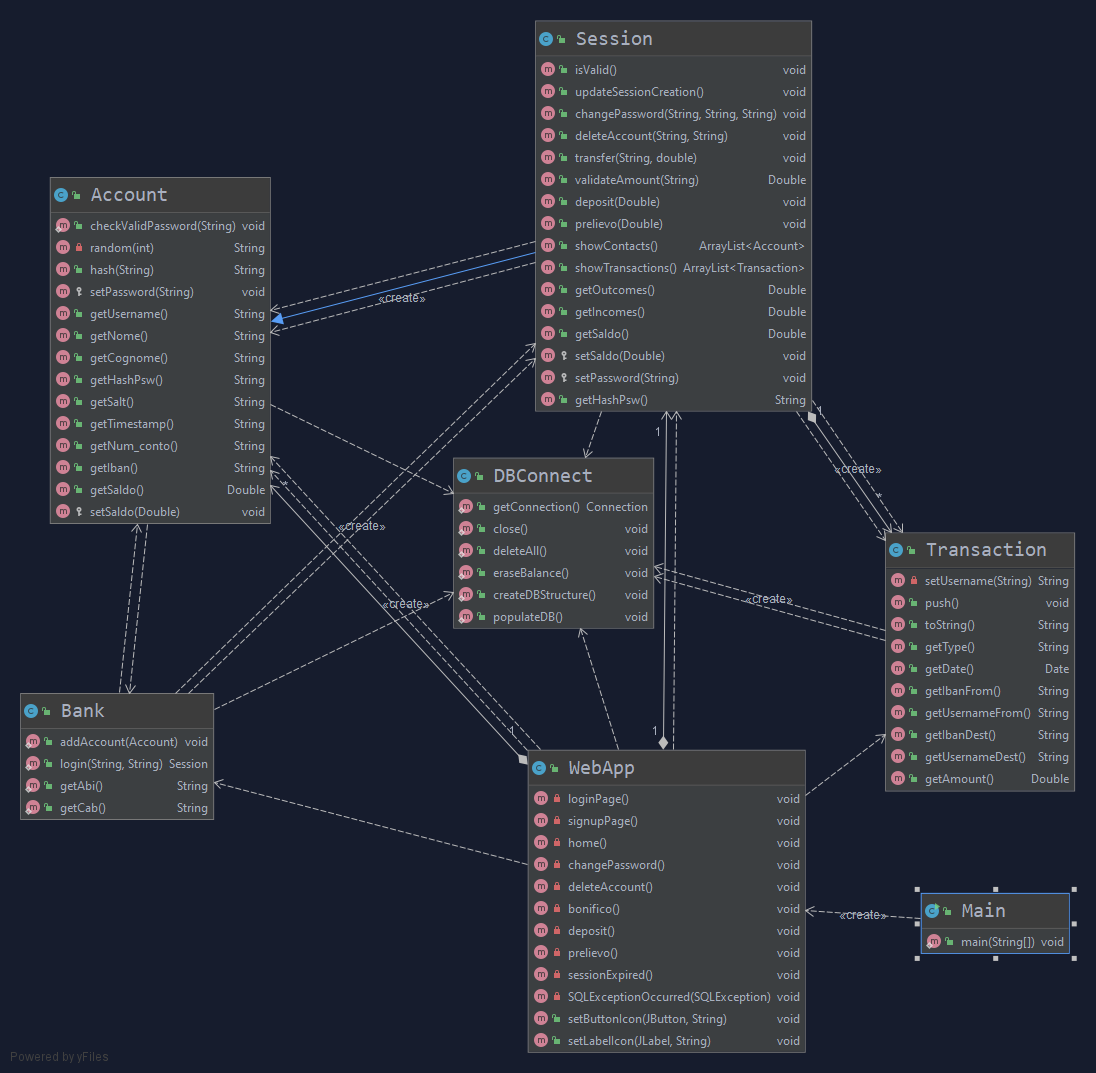 Session
isValid() void
updateSessionCreation() void
changePassword(String, String, String) void
deleteAccount(String, String) void
transfer(String, double) void
validateAmount(String) Double
deposit(Double) void
prelievo(Double) void
showContacts() ArrayList<Account>
showTransactions() ArrayList<Transaction>
getOutcomes() Double
getIncomes() Double
getSaldo() Double
setSaldo(Double) void
setPassword(String) void
getHashPsw() String
Account
checkValidPassword(String) void
random(int) String
hash(String) String
setPassword(String) void
getUsername() String
getNome() String
getCognome() String
getHashPsw() String
getSalt() String
getTimestamp() String
getNum_conto() String
getIban() String
getSaldo() Double
setSaldo(Double) void
«create»
1
1
«create»
*
DBConnect
getConnection() Connection
close() void
deleteAll() void
eraseBalance() void
createDBStructure() void
populateDB() void
*
«create»
«create»
«create»
Transaction
setUsername(String) String
push() void
toString() String
getType() String
getDate() Date
getIbanFrom() String
getUsernameFrom() String
getIbanDest() String
getUsernameDest() String
getAmount() Double
Bank
addAccount(Account) void
login(String, String) Session
getAbi() String
getCab() String
1
1
WebApp
loginPage() void
signupPage() void
home() void
changePassword() void
deleteAccount() void
bonifico() void
deposit() void
prelievo() void
sessionExpired() void
SQLExceptionOccurred(SQLException) void
setButtonIcon(JButton, String) void
setLabelIcon(JLabel, String) void
«create»
Main
main(String[]) void
Powered by yFiles